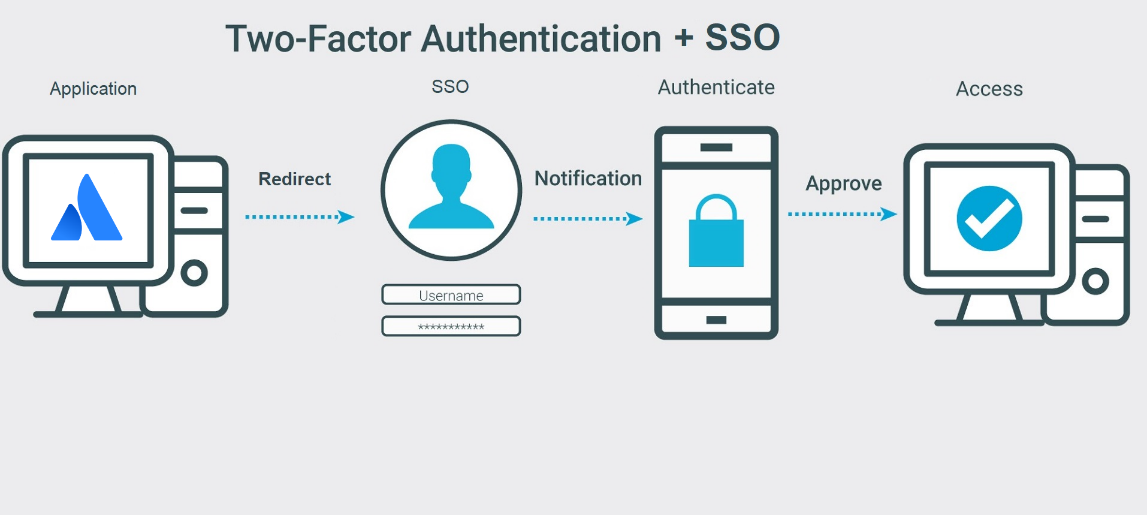 Two-Factor Authentication + SSO
Application
SSO
Authenticate
Access
Redirect
Notification
Approve
Username
***********